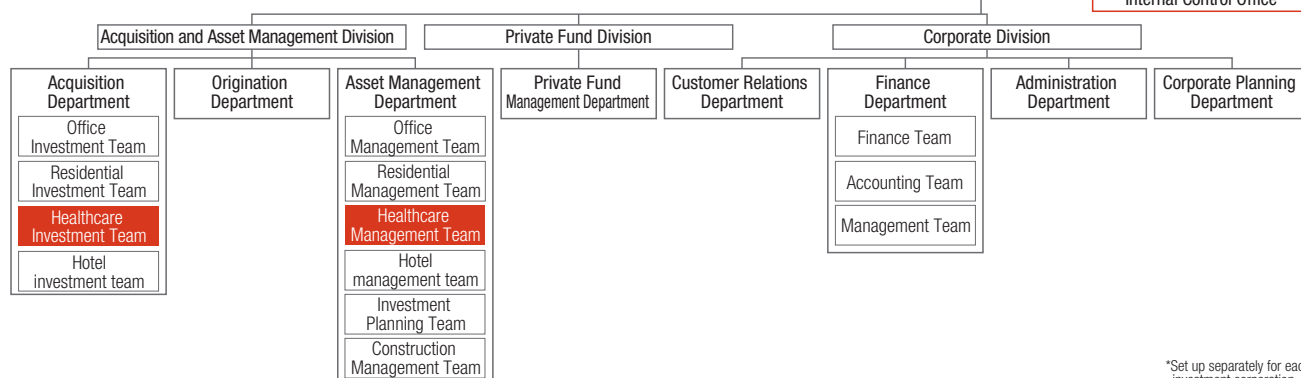 Internal Control Office
Acquisition and Asset Management Division
Private Fund Division
Corporate Division
Acquisition
Department
Origination
Department
Asset Management
Department
Private Fund
Management Department
Customer Relations
Department
Finance
Department
Administration
Department
Corporate Planning
Department
Office
Investment Team
Residential
Investment Team
Healthcare
Investment Team
Hotel
investment team
Office
Management Team
Residential
Management Team
Healthcare
Management Team
Hotel
management team
Investment
Planning Team
Construction
Management Team
Finance Team
Accounting Team
Management Team
*Set up separately for eac
investment corporation